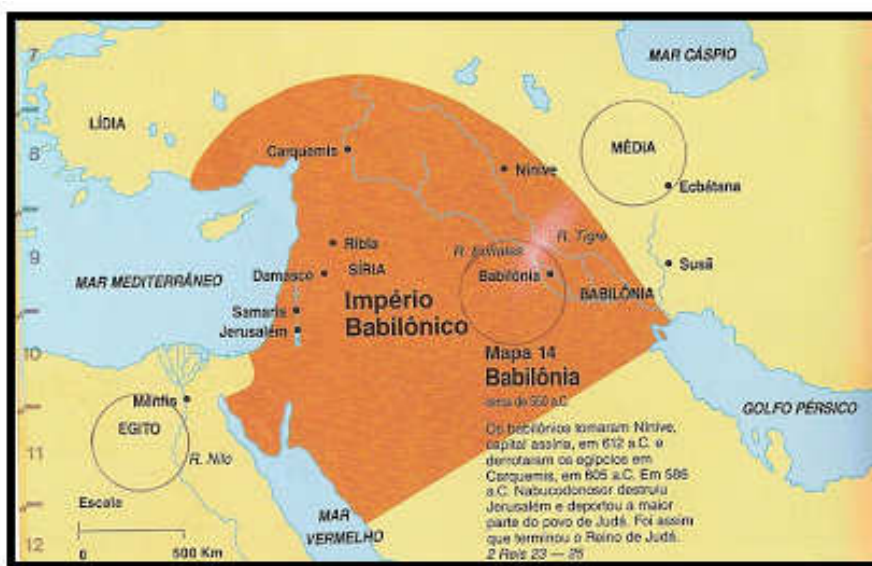 MAR CÁSPIO
7
LÍDIA
8
Carquemis
MÉDIA
Nínive
Ecbátana
9
Ribla
R. Eufrates
R. Tigre
MAR MEDITERRÂNEO
Damasco
SÍRIA
Babilônia
Susã
BABILÔNIA
Samaria
Império
Babilônico
Jerusalém
10
Mapa 14
Babilônia
cerca de 550 a.C.
Mênfis
EGITO
GOLFO PÉRSICO
11
R. Nilo
Os babilônios tomaram Nínive,
capital assíria, em 612 a.C. e
derrotaram os egípcios em
Carquemis, em 605 a.C. Em 586
a.C. Nabucodonosor destruiu
Jerusalém e deportou a maior
parte do povo de Judá. Foi assim
que terminou o Reino de Judá.
2 Reis 23 — 25
Escala
0 500 Km
MAR
VERMELHO
12